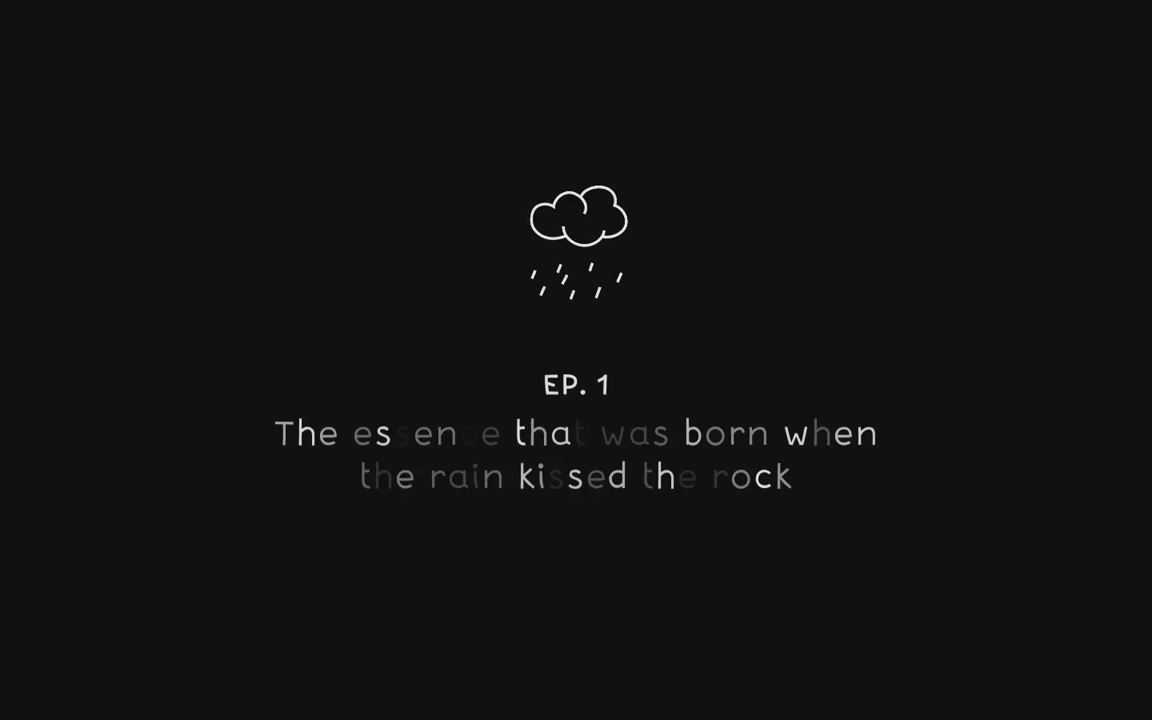 EP. 1
The essence that was born when
the rain kissed the rock